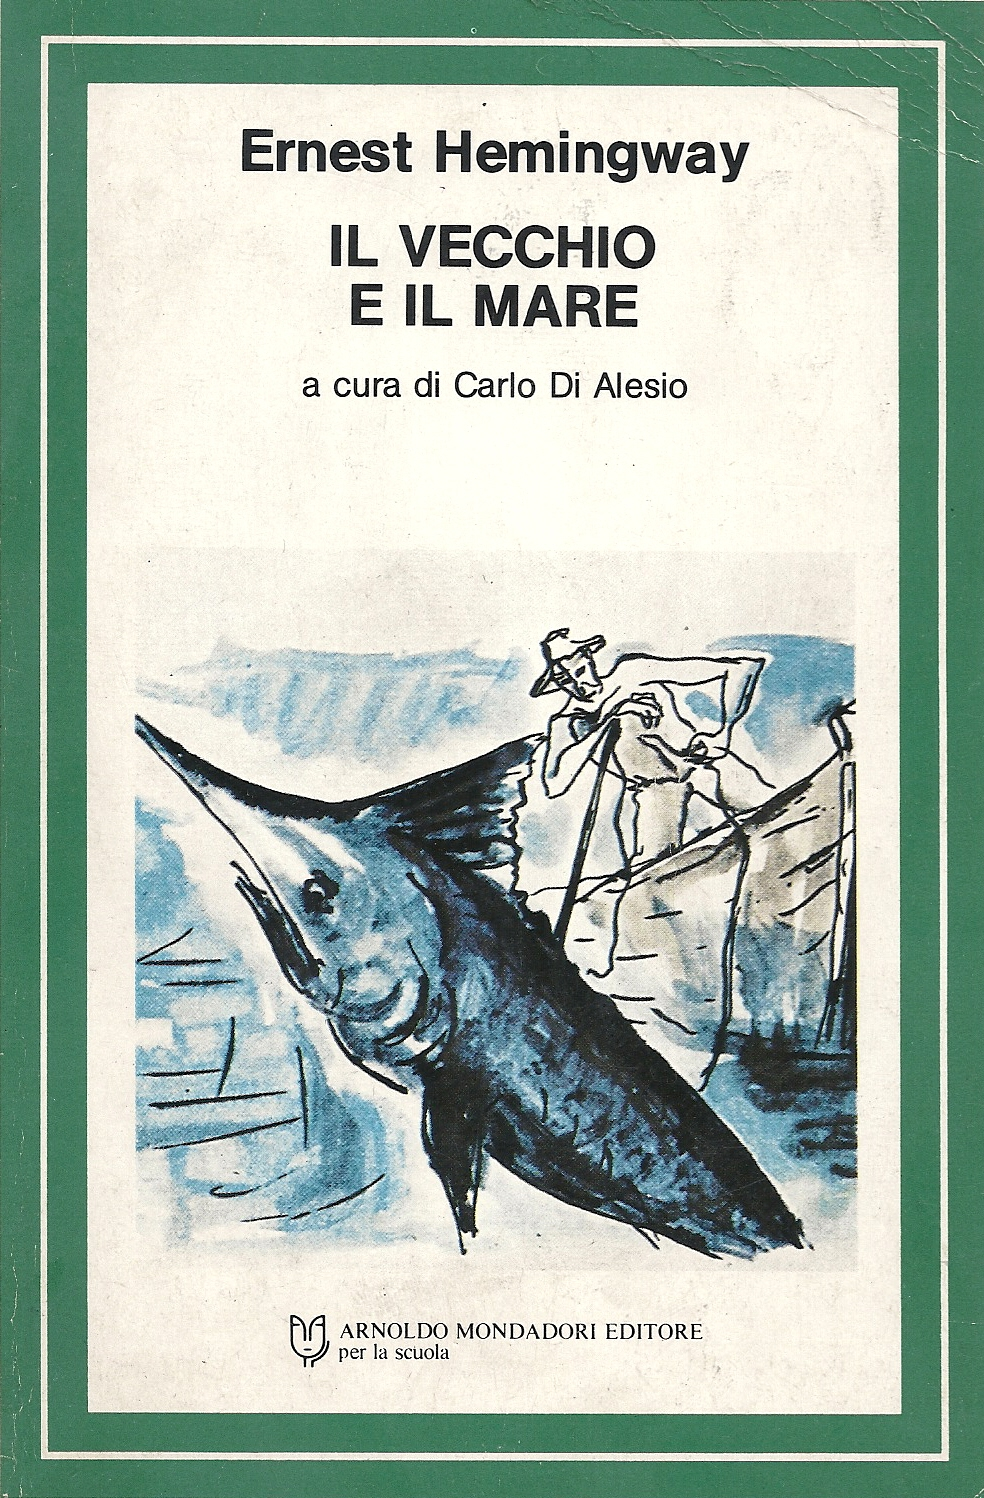 Ernest Hemingway
IL VECCHIO
E IL MARE
a cura di Carlo Di Alesio
ARNOLDO MONDADORI EDITORE
per la scuola